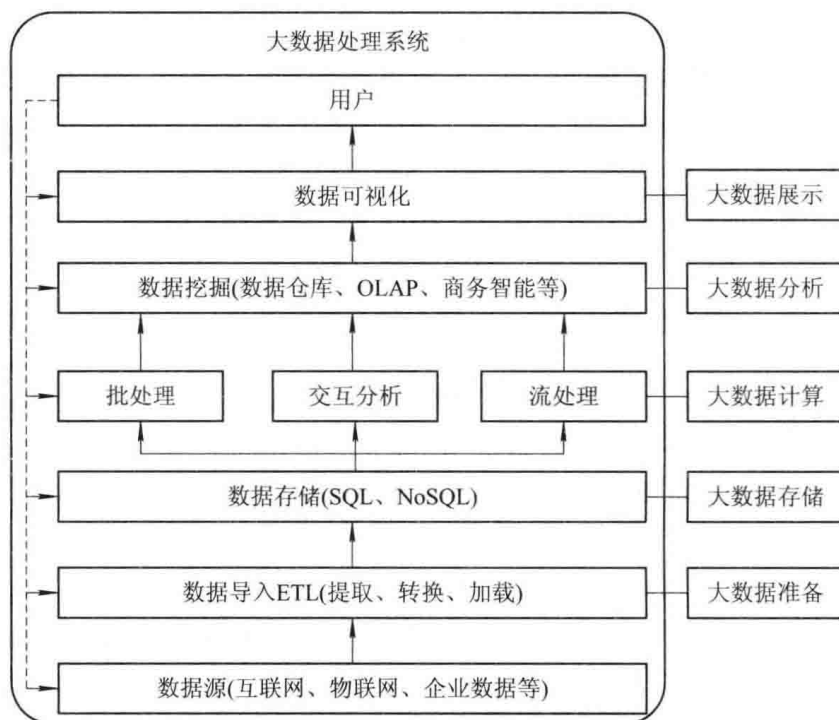 大数据处理系统
用户
数据可视化
大数据展示
数据挖掘(数据仓库、OLAP、商务智能等)
大数据分析
批处理
交互分析
流处理
大数据计算
数据存储(SQL、NoSQL)
大数据存储
数据导入ETL(提取、转换、加载)
大数据准备
数据源(互联网、物联网、企业数据等)